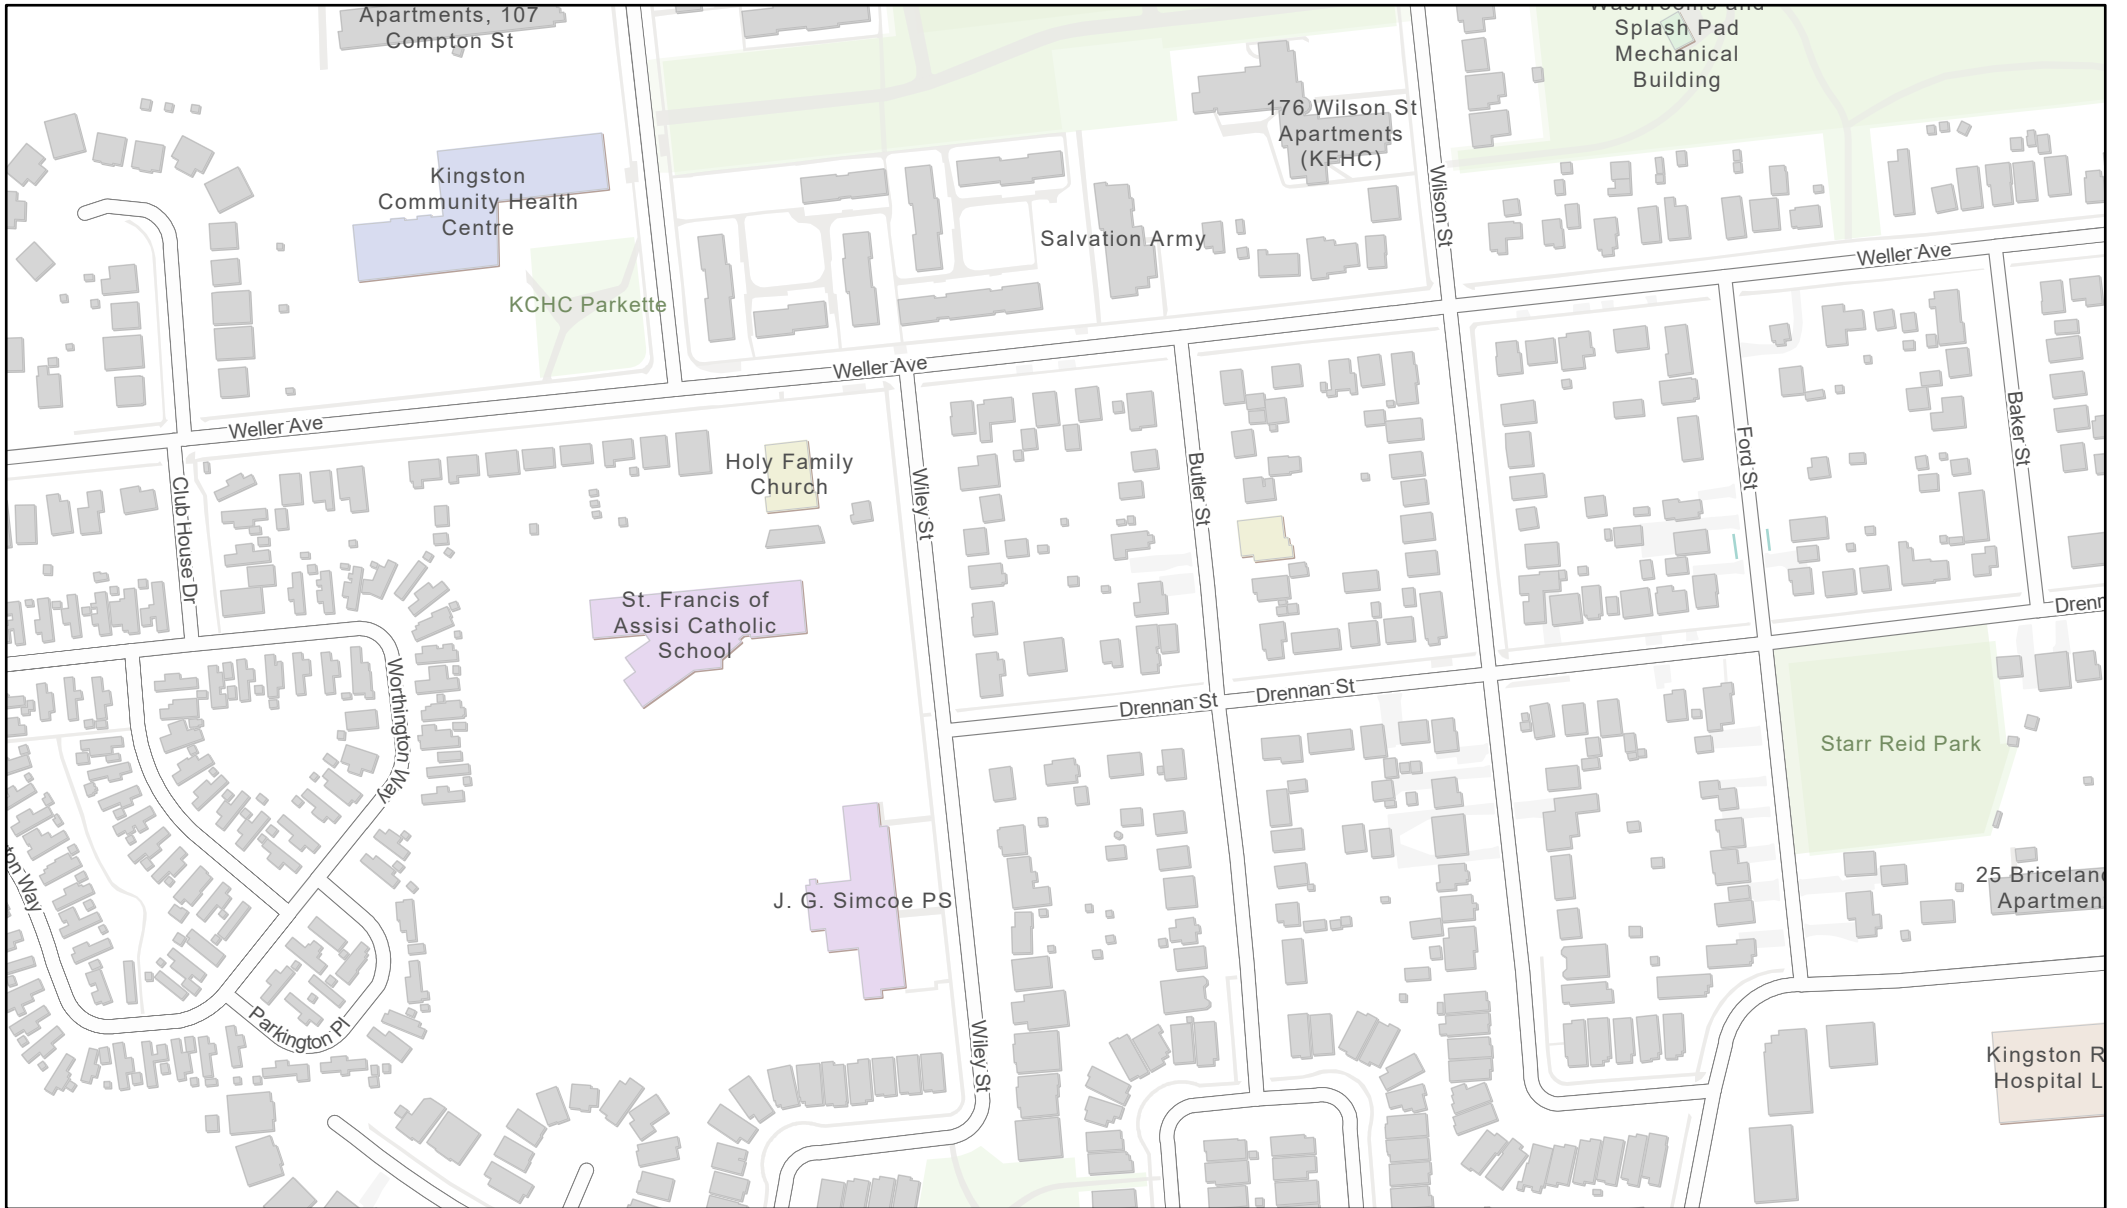 Apartments, 107
Compton St
Splash Pad
Mechanical
Building
176 Wilson St
Apartments
(KFHC)
Kingston
Community Health
Centre
Wilson St
Salvation Army
Weller Ave
KCHC Parkette
Weller Ave
Weller Ave
Baker St
Holy Family
Church
Ford St
Butler St
Wiley St
Club House Dr
St. Francis of
Assisi Catholic
School
Drenn
Worthington Way
Drennan St
Drennan St
Starr Reid Park
ton Way
J. G. Simcoe PS
25 Bricelan
Apartmen
Parkington Pl
Wiley St
Kingston R
Hospital L